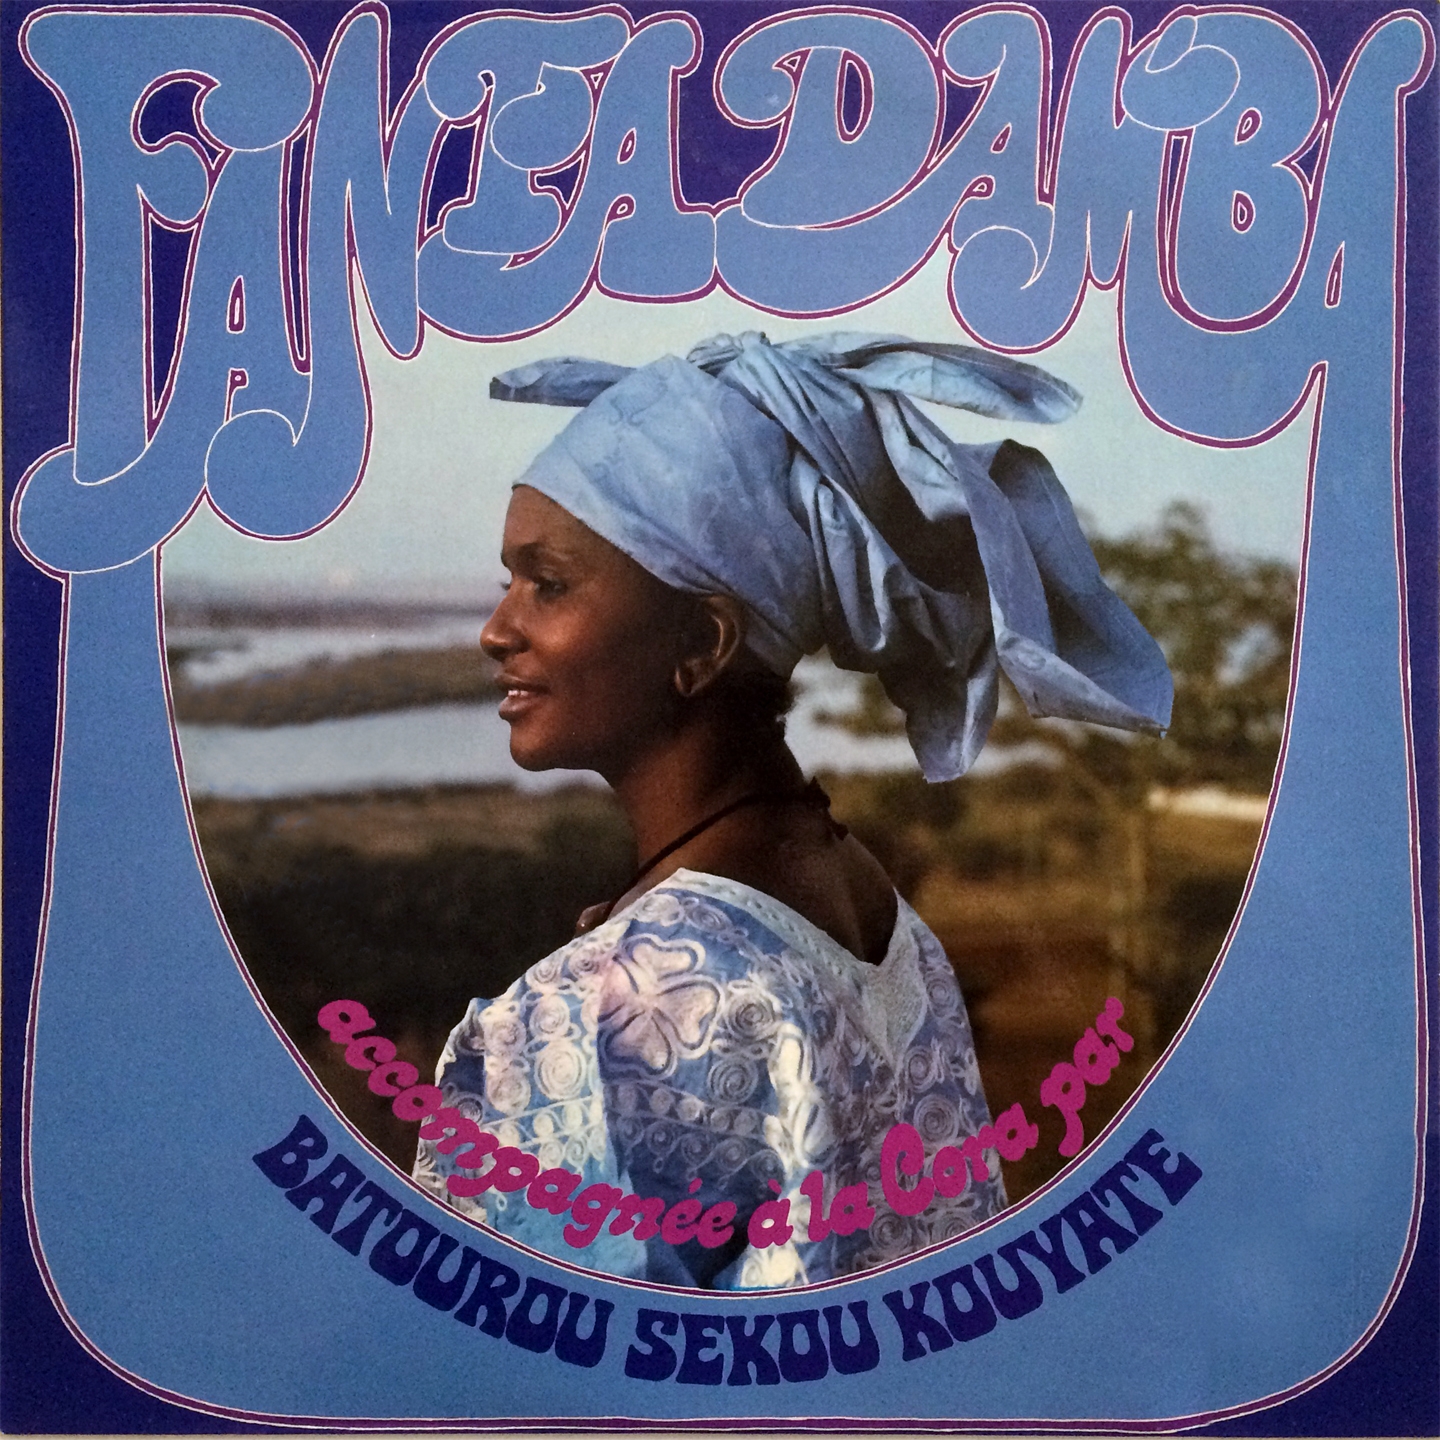 FANTA DAMBA
accompagnée à la Cora par
BATOUROU SEKOU KOUYATE